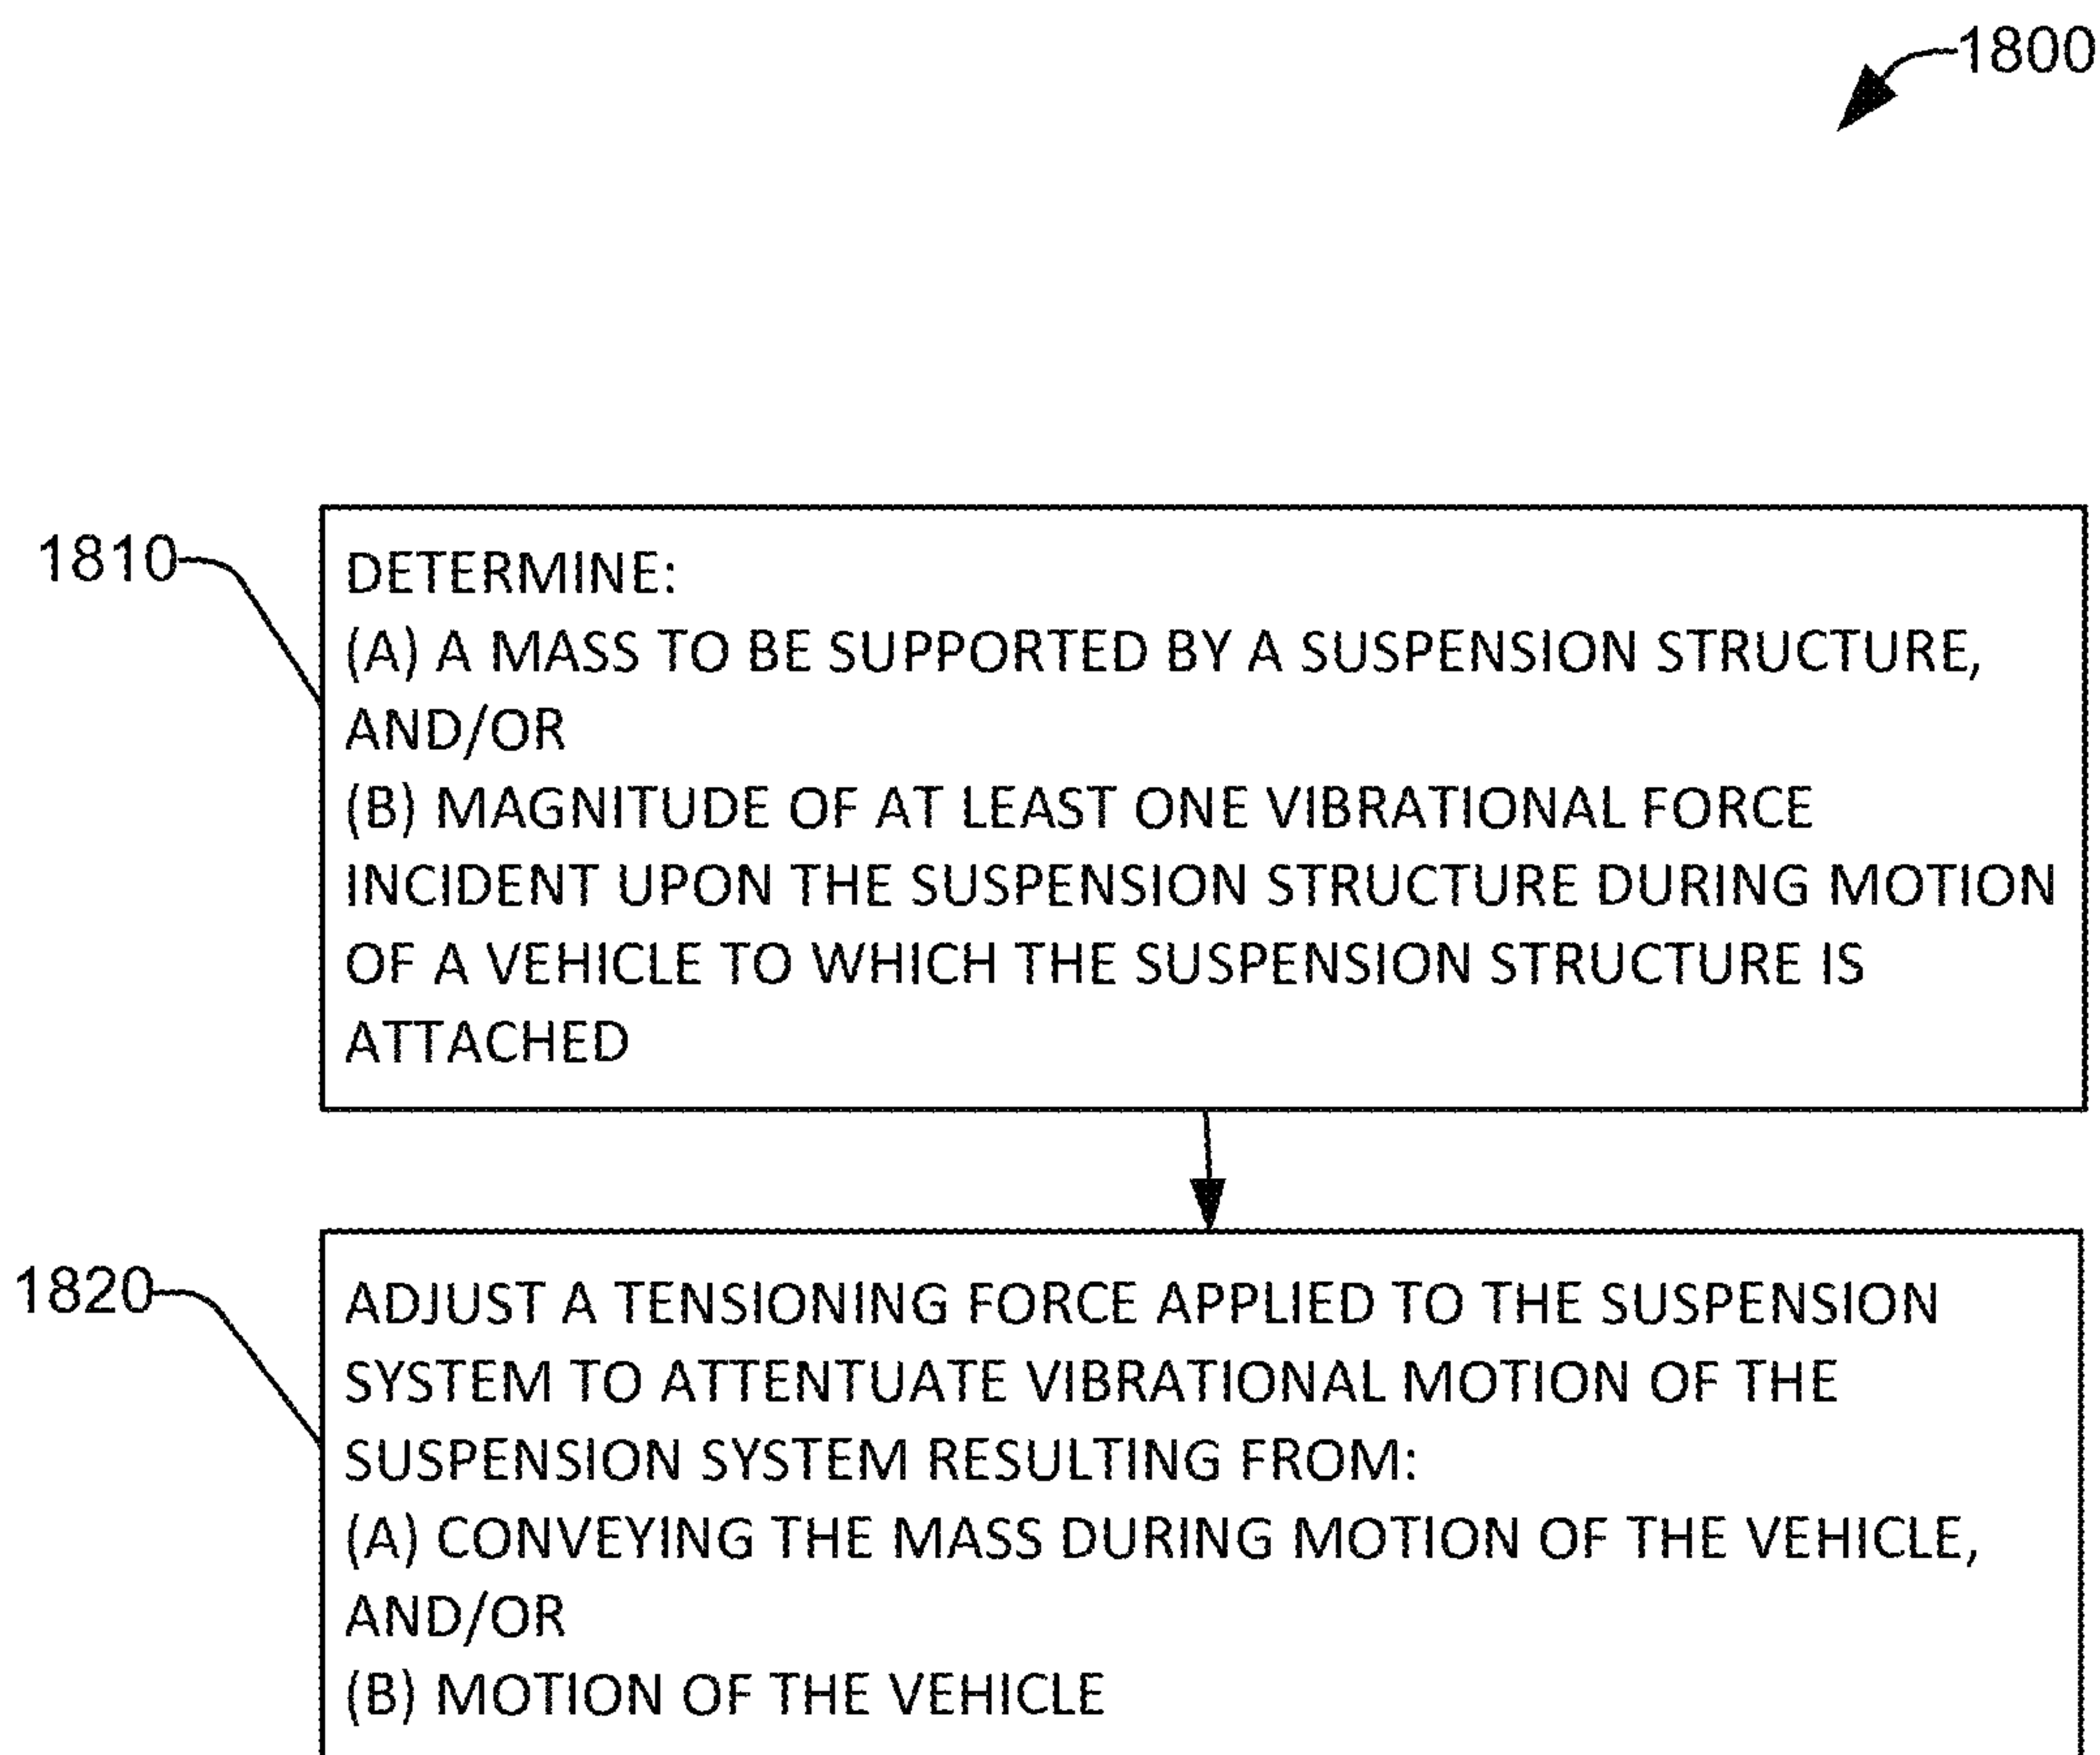 1800
1810
DETERMINE:
(A) A MASS TO BE SUPPORTED BY A SUSPENSION STRUCTURE,
AND/OR
(B) MAGNITUDE OF AT LEAST ONE VIBRATIONAL FORCE
INCIDENT UPON THE SUSPENSION STRUCTURE DURING MOTION
OF A VEHICLE TO WHICH THE SUSPENSION STRUCTURE IS
ATTACHED
1820
ADJUST A TENSIONING FORCE APPLIED TO THE SUSPENSION
SYSTEM TO ATTENTUATE VIBRATIONAL MOTION OF THE
SUSPENSION SYSTEM RESULTING FROM:
(A) CONVEYING THE MASS DURING MOTION OF THE VEHICLE,
AND/OR
(B) MOTION OF THE VEHICLE